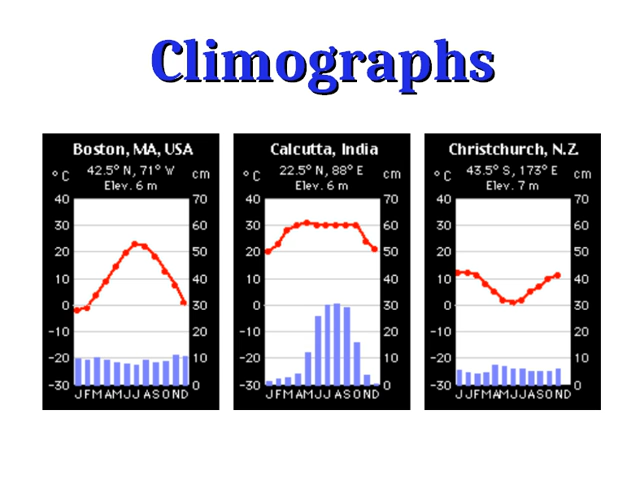 Climographs
Boston, MA, USA
42.5° N, 71° W
Elev. 6 m
° C
cm
40
30
20
10
0
-10
-20
-30
70
60
50
40
30
20
10
0
JFMAMJJASOND
Calcutta, India
22.5° N, 88° E
Elev. 6 m
° C
cm
40
30
20
10
0
-10
-20
-30
70
60
50
40
30
20
10
0
JFMAMJJASOND
Christchurch, N.Z.
43.5° S, 173° E
Elev. 7 m
° C
cm
40
30
20
10
0
-10
-20
-30
70
60
50
40
30
20
10
0
JJFMAMJJASOND